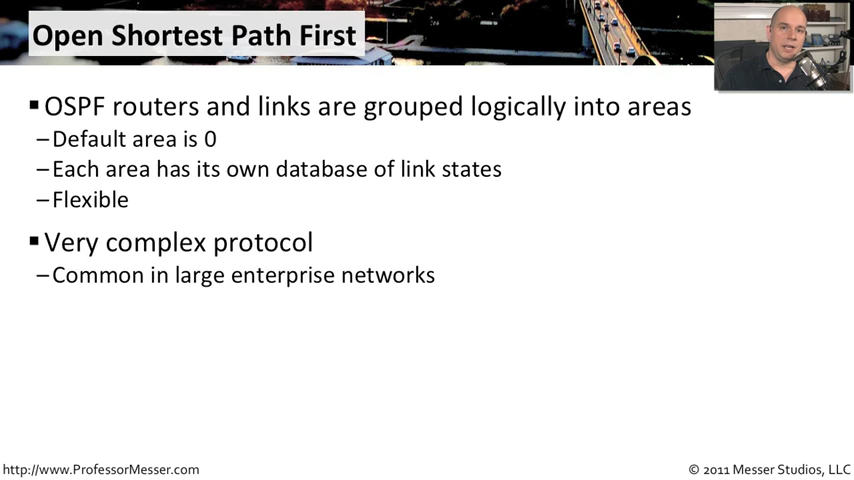 Open Shortest Path First
▪ OSPF routers and links are grouped logically into areas
–Default area is 0
–Each area has its own database of link states
–Flexible
▪ Very complex protocol
–Common in large enterprise networks
http://www.ProfessorMesser.com
© 2011 Messer Studios, LLC